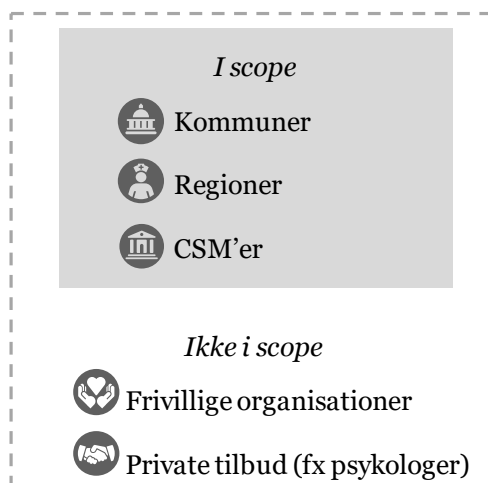 I scope
Kommuner
Regioner
CSM’er
Ikke i scope
Frivillige organisationer
Private tilbud (fx psykologer)